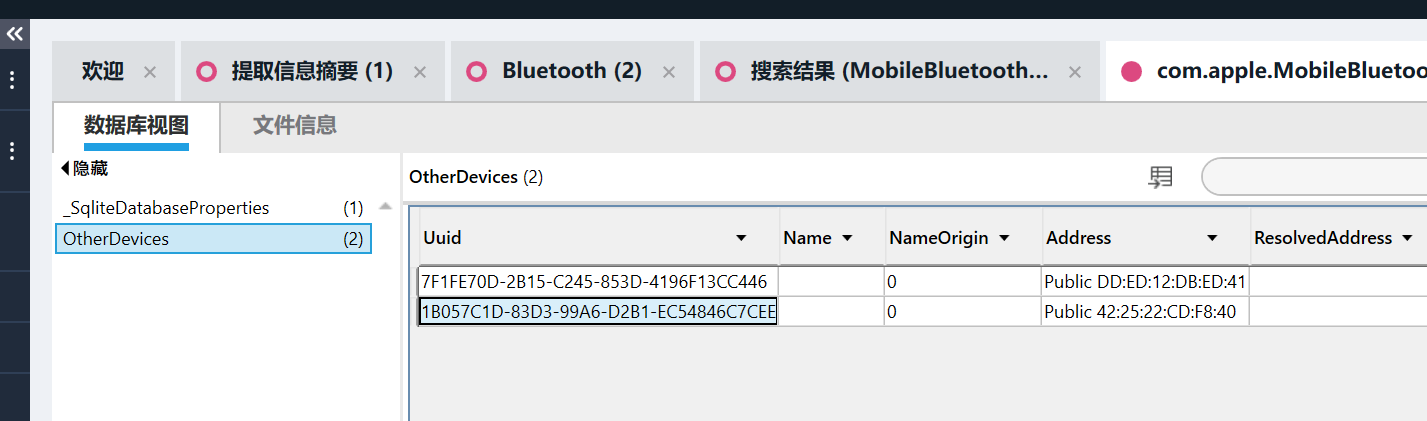 欢迎 提取信息摘要 (1) Bluetooth (2) 搜索结果 (MobileBluetooth... com.apple.MobileBluetoo
数据库视图 文件信息
隐藏
OtherDevices (2)
_SqliteDatabaseProperties (1)
OtherDevices (2)
Uuid Name NameOrigin Address ResolvedAddress
7F1FE70D-2B15-C245-853D-4196F13CC446 0 Public DD:ED:12:DB:ED:41
1B057C1D-83D3-99A6-D2B1-EC54846C7CEE 0 Public 42:25:22:CD:F8:40